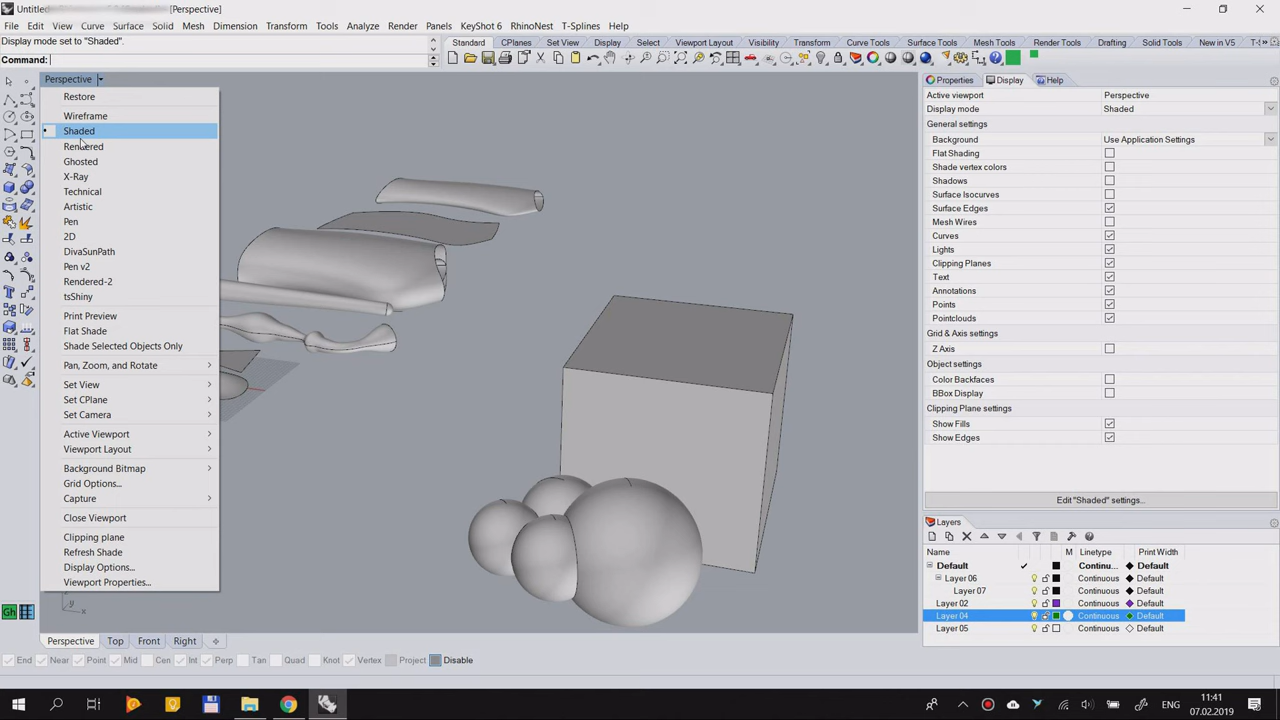 Untitled [Perspective]
File Edit View Curve Surface Solid Mesh Dimension Transform Tools Analyze Render Panels KeyShot 6 RhinoNest T-Splines Help
Display mode set to "Shaded".
Command:
Standard CPlanes Set View Display Select Viewport Layout Visibility Transform Curve Tools Surface Tools Solid Tools Mesh Tools Render Tools Drafting New in V5 T-
Perspective
Restore
Wireframe
Shaded
Rendered
Ghosted
X-Ray
Technical
Artistic
Pen
2D
DivaSunPath
Pen v2
Rendered-2
tsShiny
Print Preview
Flat Shade
Shade Selected Objects Only
Pan, Zoom, and Rotate
Set View
Set CPlane
Set Camera
Active Viewport
Viewport Layout
Background Bitmap
Grid Options...
Capture
Close Viewport
Clipping plane
Refresh Shade
Display Options...
Viewport Properties...
y x
Properties Display Help
Active viewport Perspective
Display mode Shaded
General settings
Background Use Application Settings
Flat Shading
Shade vertex colors
Shadows
Surface Isocurves
Surface Edges
Mesh Wires
Curves
Lights
Clipping Planes
Text
Annotations
Points
Pointclouds
Grid & Axis settings
Z Axis
Object settings
Color Backfaces
BBox Display
Clipping Plane settings
Show Fills
Show Edges
Edit "Shaded" settings...
Layers
Name M Linetype Print Width
Default Continu... Default
Layer 06 Continuous Default
Layer 07 Continuous Default
Layer 02 Continuous Default
Layer 04 Continuous Default
Layer 05 Continuous Default
Gh
Perspective Top Front Right
End Near Point Mid Cen Int Perp Tan Quad Knot Vertex Project Disable
ENG
11:41
07.02.2019